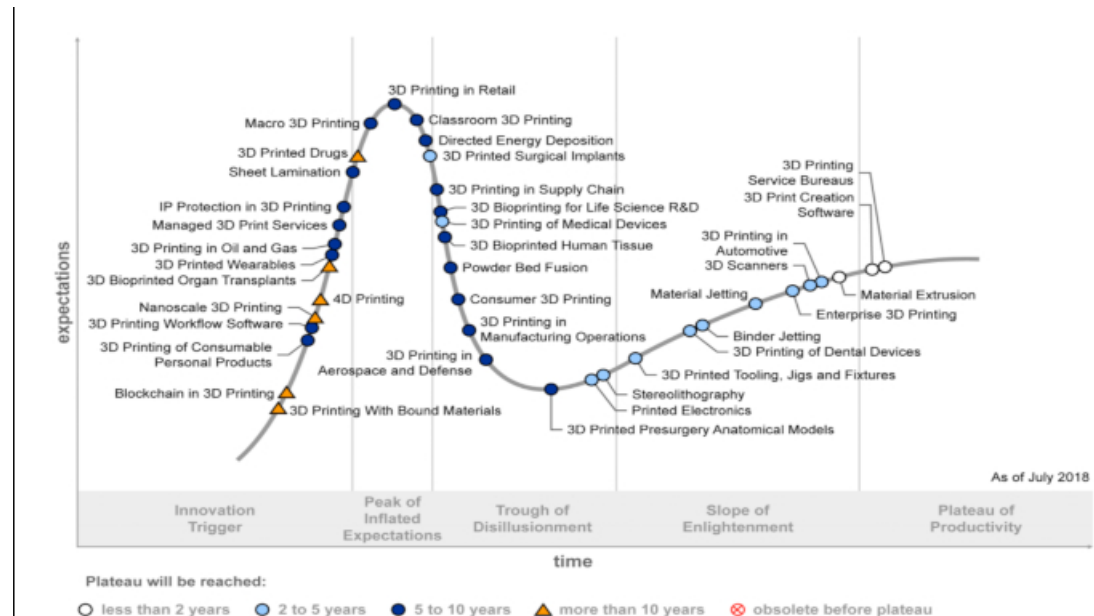 3D Printing in Retail
Macro 3D Printing
Classroom 3D Printing
Directed Energy Deposition
3D Printed Drugs
3D Printed Surgical Implants
Sheet Lamination
3D Printing in Supply Chain
IP Protection in 3D Printing
3D Bioprinting for Life Science R&D
Managed 3D Print Services
3D Printing of Medical Devices
3D Printing in Oil and Gas
3D Bioprinted Human Tissue
3D Printed Wearables
3D Bioprinted Organ Transplants
Powder Bed Fusion
4D Printing
Consumer 3D Printing
Nanoscale 3D Printing
3D Printing Workflow Software
3D Printing in
Manufacturing Operations
3D Printing of Consumable
Personal Products
3D Printing in
Aerospace and Defense
Blockchain in 3D Printing
3D Printing With Bound Materials
3D Printing
Service Bureaus
3D Print Creation
Software
3D Printing in
Automotive
3D Scanners
Material Jetting
Material Extrusion
Enterprise 3D Printing
Binder Jetting
3D Printing of Dental Devices
3D Printed Tooling, Jigs and Fixtures
Stereolithography
Printed Electronics
3D Printed Presurgery Anatomical Models
expectations
As of July 2018
Innovation
Trigger
Peak of
Inflated
Expectations
Trough of
Disillusionment
Slope of
Enlightenment
Plateau of
Productivity
time
Plateau will be reached:
less than 2 years 2 to 5 years 5 to 10 years more than 10 years obsolete before plateau